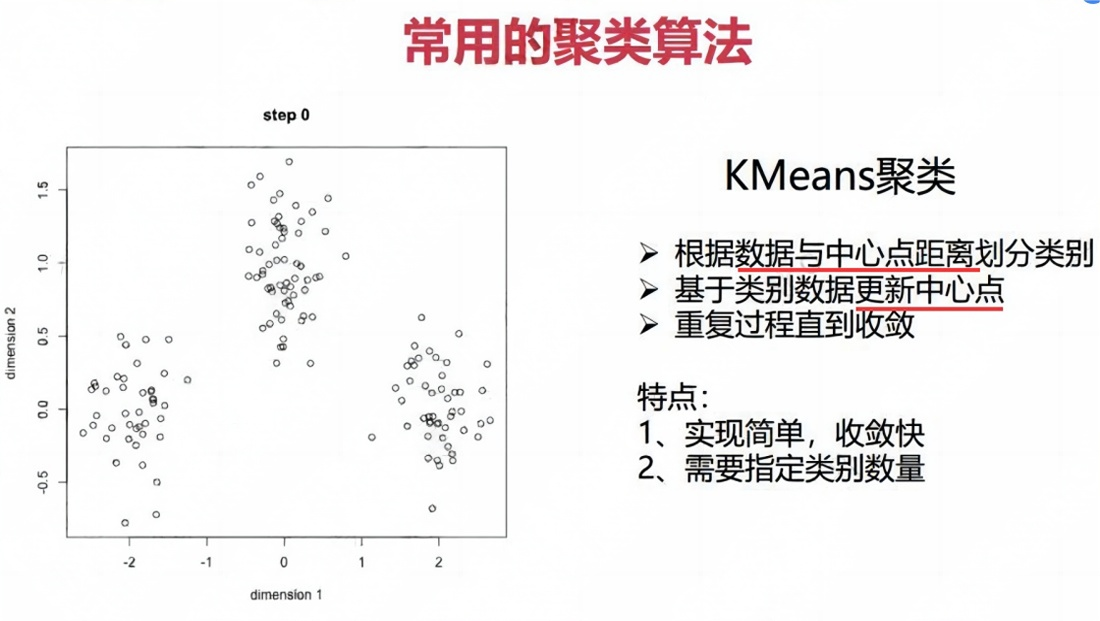 常用的聚类算法
step 0
dimension 2
1.5
1.0
0.5
0.0
-0.5
-2 -1 0 1 2
dimension 1
KMeans聚类
➢ 根据数据与中心点距离划分类别
➢ 基于类别数据更新中心点
➢ 重复过程直到收敛
特点：
1、实现简单，收敛快
2、需要指定类别数量